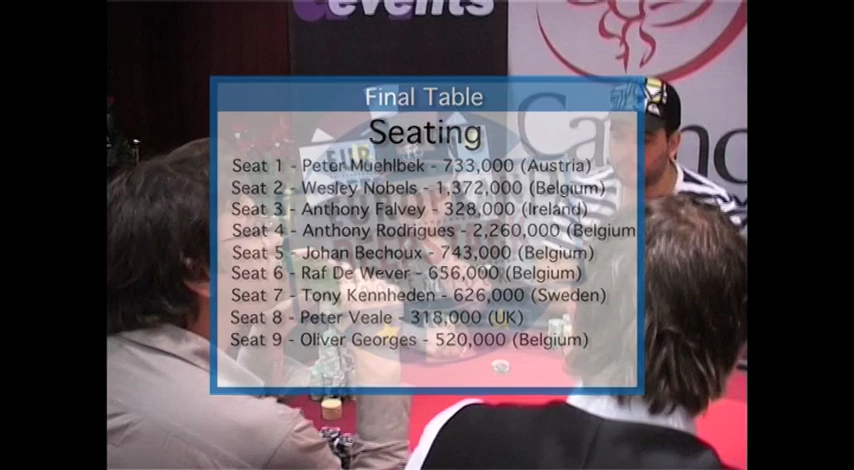 events
Final Table
Seating
Seat 1 - Peter Muehlbek - 733,000 (Austria)
Seat 2 - Wesley Nobels - 1,372,000 (Belgium)
Seat 3 - Anthony Falvey - 328,000 (Ireland)
Seat 4 - Anthony Rodrigues - 2,260,000 (Belgium
Seat 5 - Johan Bechoux - 743,000 (Belgium)
Seat 6 - Raf De Wever - 656,000 (Belgium)
Seat 7 - Tony Kennheden - 626,000 (Sweden)
Seat 8 - Peter Veale - 318,000 (UK)
Seat 9 - Oliver Georges - 520,000 (Belgium)